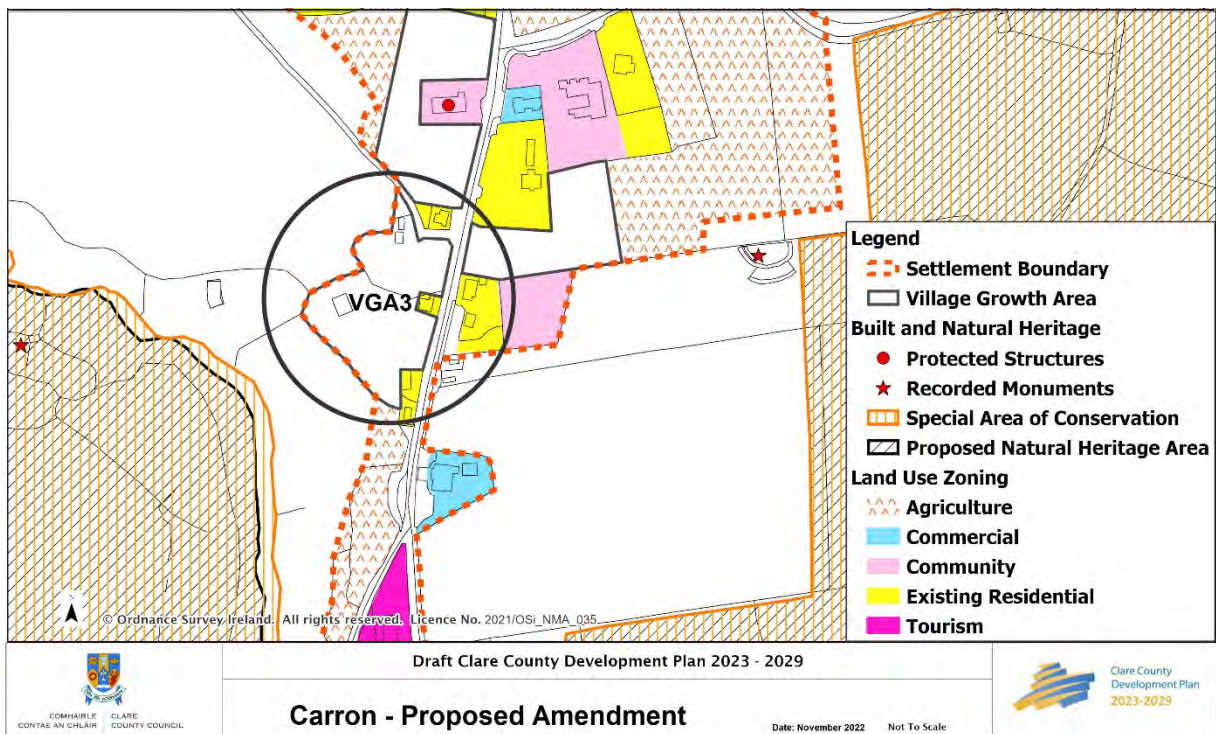 VGA3
Legend
Settlement Boundary
Village Growth Area
Built and Natural Heritage
Protected Structures
Recorded Monuments
Special Area of Conservation
Proposed Natural Heritage Area
Land Use Zoning
Agriculture
Commercial
Community
Existing Residential
Tourism
© Ordnance Survey Ireland. All rights reserved. Licence No. 2021/OSi_NMA_035
COMHAIRLE CONTAE AN CHLÁIR
CLARE COUNTY COUNCIL
Draft Clare County Development Plan 2023 - 2029
Carron - Proposed Amendment
Date: November 2022 Not To Scale
Clare County
Development Plan
2023-2029